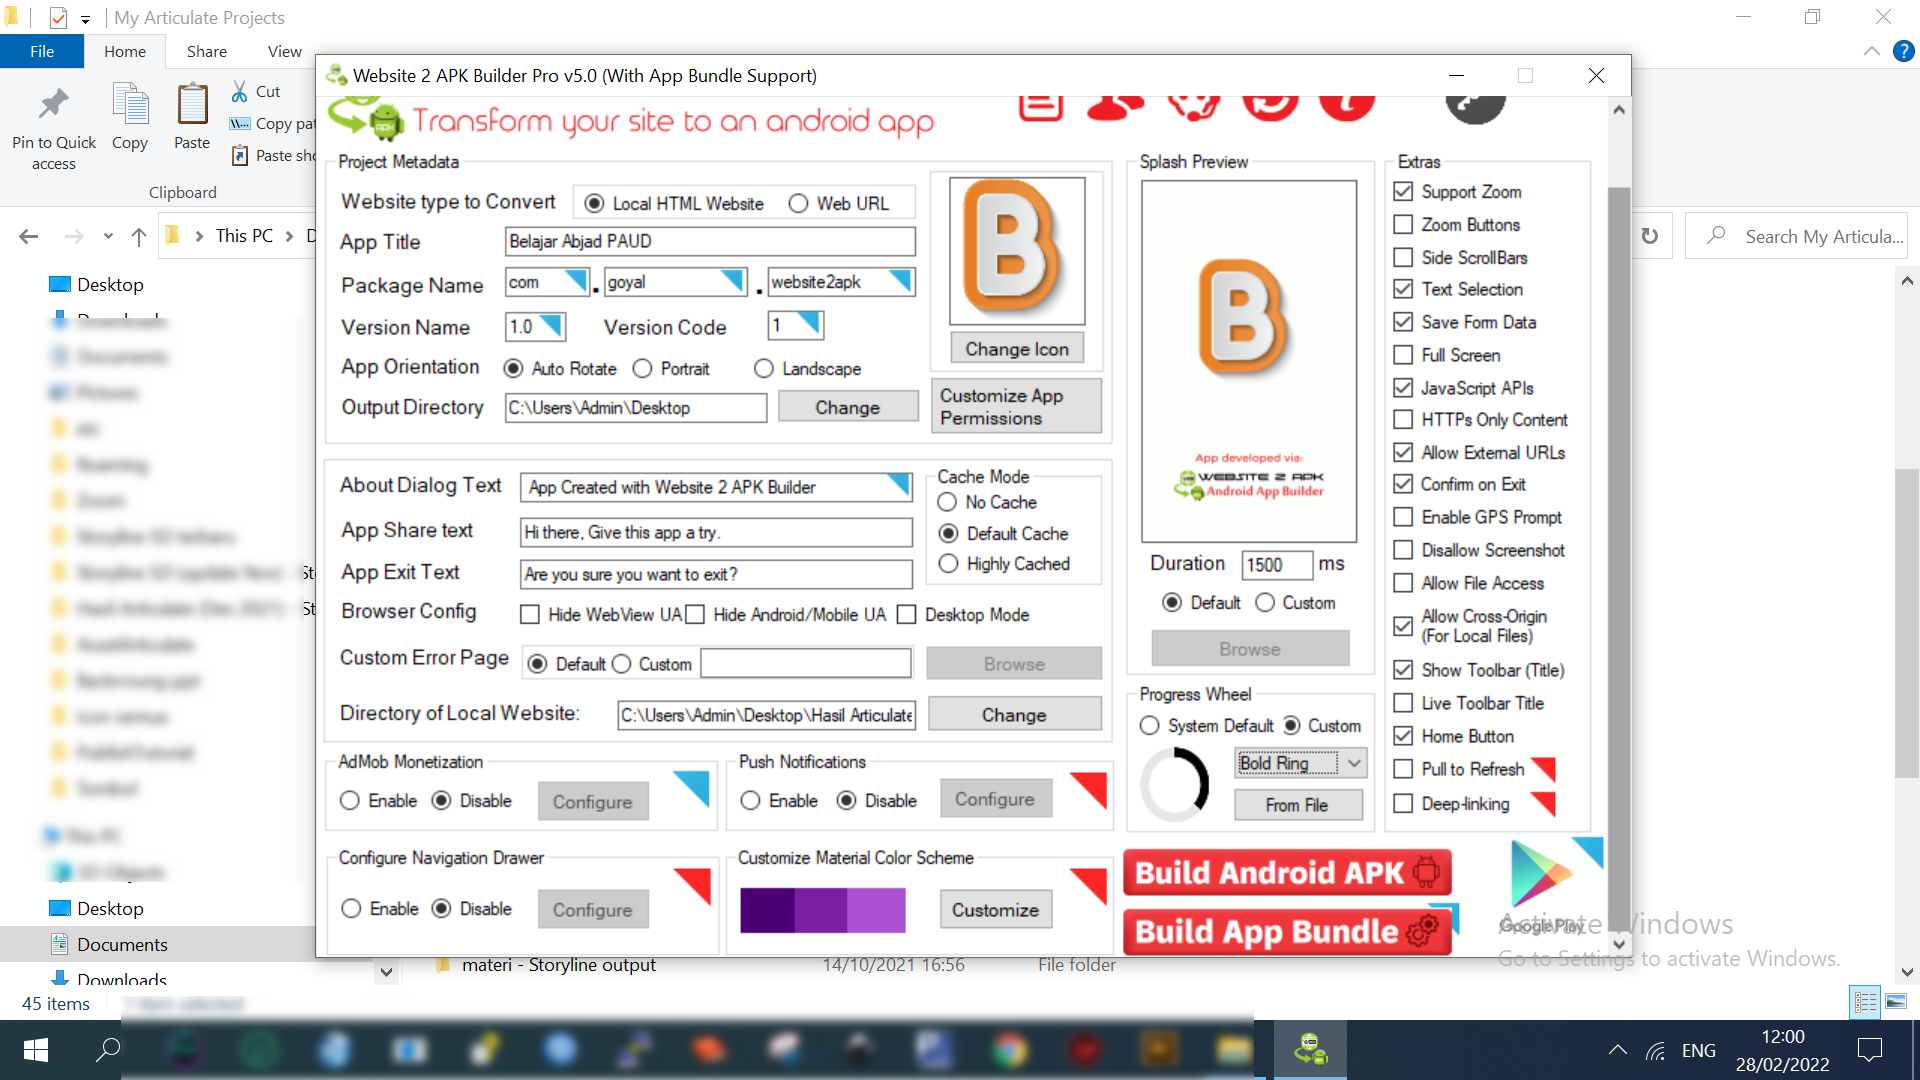 My Articulate Projects
File
Home
Share
View
Pin to Quick access
Copy
Paste
Cut
Copy pat
Paste sho
Clipboard
This PC
D
Search My Articula...
Desktop
Desktop
Documents
Downloads
45 items
materi - Storyline output
14/10/2021 16:56
File folder
Website 2 APK Builder Pro v5.0 (With App Bundle Support)
Transform your site to an android app
Project Metadata
Website type to Convert
Local HTML Website
Web URL
App Title
Belajar Abjad PAUD
Package Name
com . goyal . website2apk
Version Name
1.0
Version Code
1
App Orientation
Auto Rotate
Portrait
Landscape
Output Directory
C:\Users\Admin\Desktop
Change
B
Change Icon
Customize App
Permissions
About Dialog Text
App Created with Website 2 APK Builder
App Share text
Hi there, Give this app a try.
App Exit Text
Are you sure you want to exit?
Browser Config
Hide WebView UA
Hide Android/Mobile UA
Desktop Mode
Custom Error Page
Default
Custom
Browse
Directory of Local Website:
C:\Users\Admin\Desktop\Hasil Articulate
Change
Cache Mode
No Cache
Default Cache
Highly Cached
AdMob Monetization
Enable
Disable
Configure
Push Notifications
Enable
Disable
Configure
Configure Navigation Drawer
Enable
Disable
Configure
Customize Material Color Scheme
Customize
Splash Preview
B
App developed via:
WEBSITE 2 APK
Android App Builder
Duration
1500
ms
Default
Custom
Browse
Progress Wheel
System Default
Custom
Bold Ring
From File
Extras
Support Zoom
Zoom Buttons
Side ScrollBars
Text Selection
Save Form Data
Full Screen
JavaScript APIs
HTTPs Only Content
Allow External URLs
Confirm on Exit
Enable GPS Prompt
Disallow Screenshot
Allow File Access
Allow Cross-Origin
(For Local Files)
Show Toolbar (Title)
Live Toolbar Title
Home Button
Pull to Refresh
Deep-linking
Build Android APK
Build App Bundle
Google Play
Activate Windows
Go to Settings to activate Windows.
ENG
12:00
28/02/2022